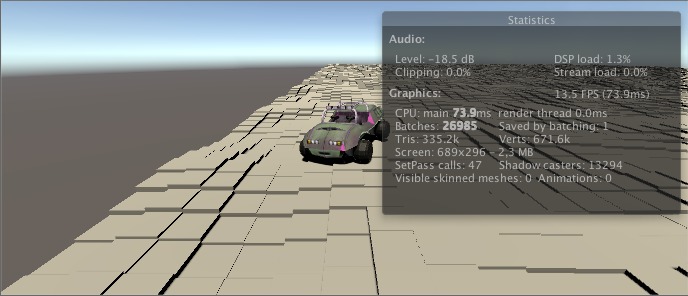 Statistics
Audio:
Level: -18.5 dB DSP load: 1.3%
Clipping: 0.0% Stream load: 0.0%
Graphics: 13.5 FPS (73.9ms)
CPU: main 73.9ms render thread 0.0ms
Batches: 26985 Saved by batching: 1
Tris: 335.2k Verts: 671.6k
Screen: 689x296 - 2.3 MB
SetPass calls: 47 Shadow casters: 13294
Visible skinned meshes: 0 Animations: 0